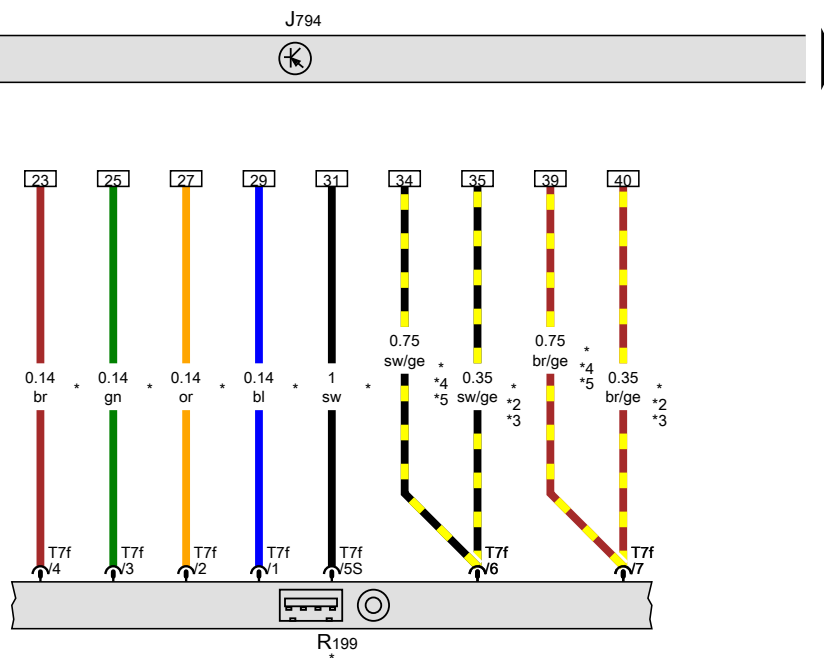 J794
23 25 27 29 31 34 35 39 40
0.75 0.75
sw/ge * br/ge *
0.14 * 0.14 * 0.14 * 0.14 * 1 * *4 0.35 * *4 0.35 *
br gn or bl sw *5 sw/ge *2 *5 br/ge *2
*3 *3
T7f T7f T7f T7f T7f T7f T7f
/4 /3 /2 /1 /5S /6 /7
R199
*